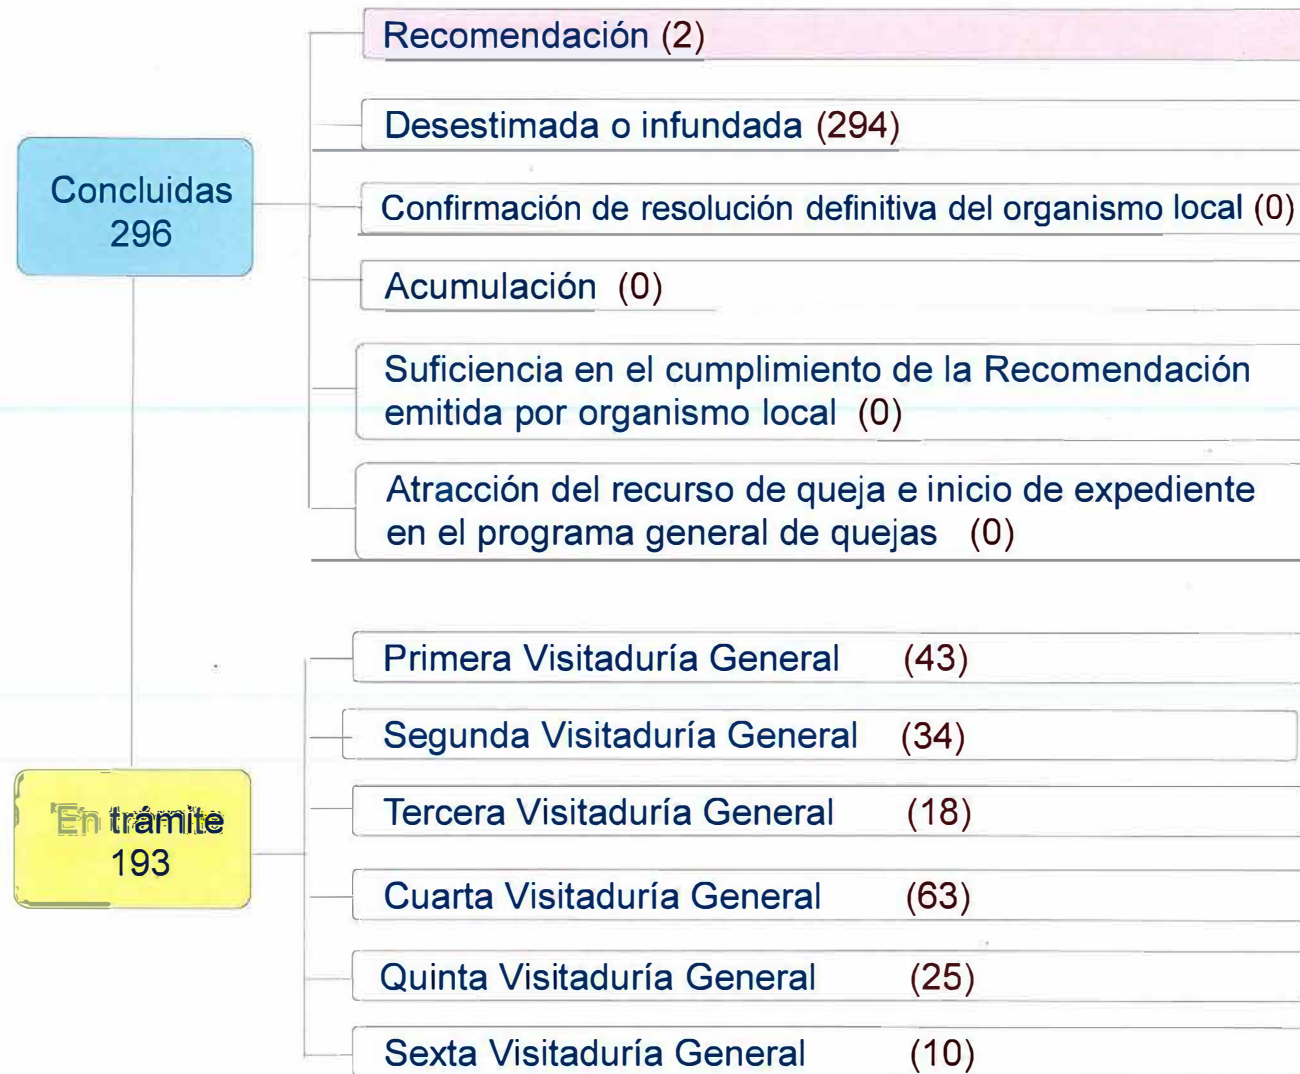 Concluidas
296
Recomendación (2)
Desestimada o infundada (294)
Confirmación de resolución definitiva del organismo local (0)
Acumulación (0)
Suficiencia en el cumplimiento de la Recomendación
emitida por organismo local (0)
Atracción del recurso de queja e inicio de expediente
en el programa general de quejas (0)
En trámite
193
Primera Visitaduría General (43)
Segunda Visitaduría General (34)
Tercera Visitaduría General (18)
Cuarta Visitaduría General (63)
Quinta Visitaduría General (25)
Sexta Visitaduría General (10)